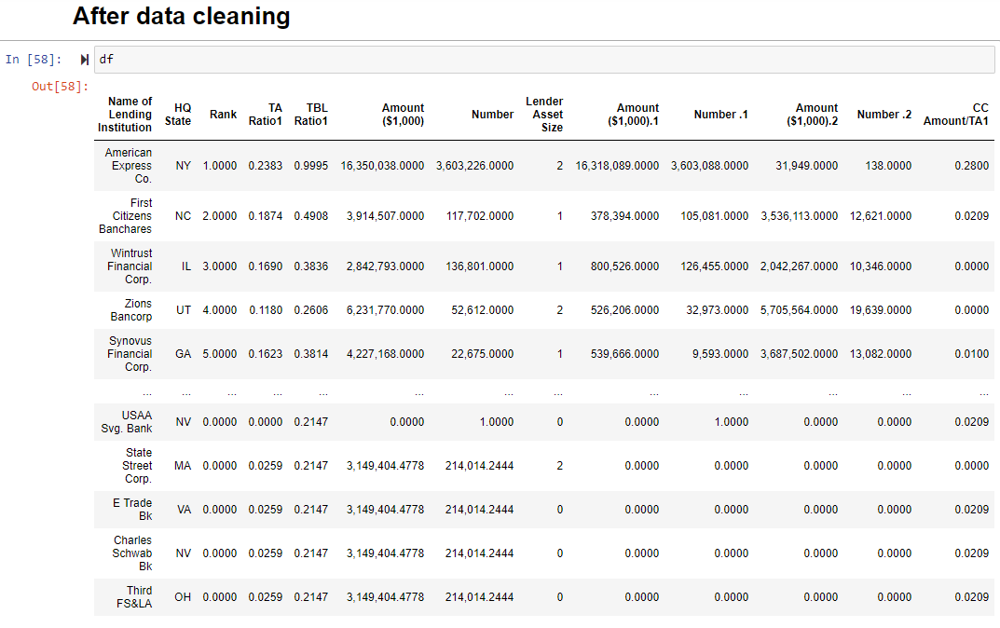 After data cleaning
In [58]: df
Out[58]:
Name of Lending Institution HQ State Rank TA Ratio1 TBL Ratio1 Amount ($1,000) Number Lender Asset Size Amount ($1,000).1 Number .1 Amount ($1,000).2 Number .2 CC Amount/TA1
American Express Co. NY 1.0000 0.2383 0.9995 16,350,038.0000 3,603,226.0000 2 16,318,089.0000 3,603,088.0000 31,949.0000 138.0000 0.2800
First Citizens Banchares NC 2.0000 0.1874 0.4908 3,914,507.0000 117,702.0000 1 378,394.0000 105,081.0000 3,536,113.0000 12,621.0000 0.0209
Wintrust Financial Corp. IL 3.0000 0.1690 0.3836 2,842,793.0000 136,801.0000 1 800,526.0000 126,455.0000 2,042,267.0000 10,346.0000 0.0000
Zions Bancorp UT 4.0000 0.1180 0.2606 6,231,770.0000 52,612.0000 2 526,206.0000 32,973.0000 5,705,564.0000 19,639.0000 0.0000
Synovus Financial Corp. GA 5.0000 0.1623 0.3814 4,227,168.0000 22,675.0000 1 539,666.0000 9,593.0000 3,687,502.0000 13,082.0000 0.0100
... ... ... ... ... ... ... ... ... ... ... ... ...
USAA Svg. Bank NV 0.0000 0.0000 0.2147 0.0000 1.0000 0 0.0000 1.0000 0.0000 0.0000 0.0209
State Street Corp. MA 0.0000 0.0259 0.2147 3,149,404.4778 214,014.2444 2 0.0000 0.0000 0.0000 0.0000 0.0000
E Trade Bk VA 0.0000 0.0259 0.2147 3,149,404.4778 214,014.2444 0 0.0000 0.0000 0.0000 0.0000 0.0209
Charles Schwab Bk NV 0.0000 0.0259 0.2147 3,149,404.4778 214,014.2444 0 0.0000 0.0000 0.0000 0.0000 0.0209
Third FS&LA OH 0.0000 0.0259 0.2147 3,149,404.4778 214,014.2444 0 0.0000 0.0000 0.0000 0.0000 0.0209